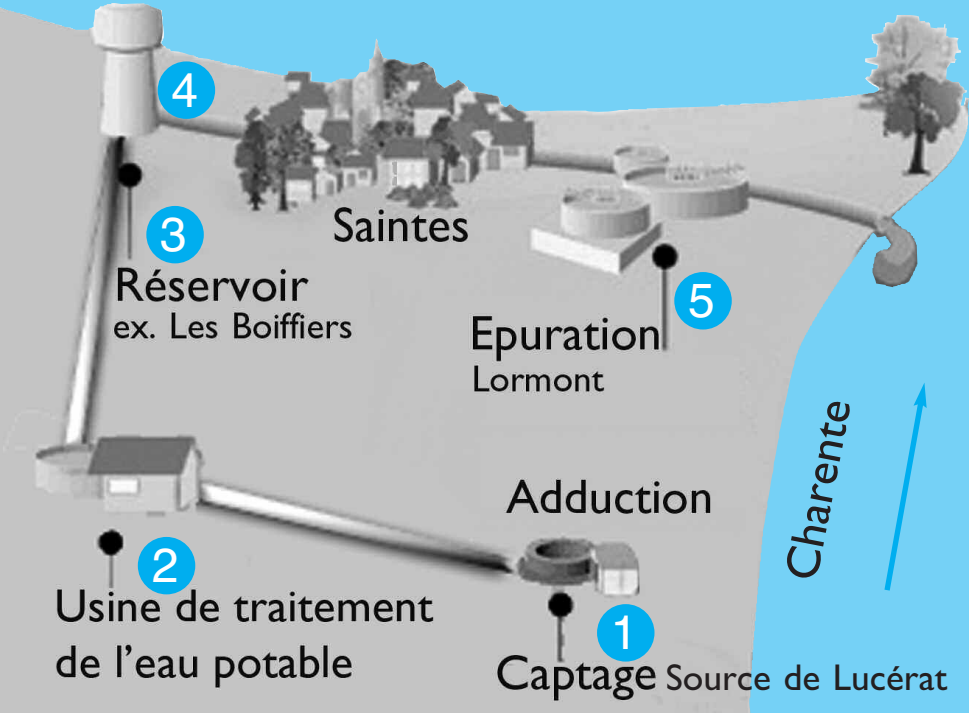 4
Saintes
3
Réservoir
ex. Les Boiffiers
5
Epuration
Lormont
Charente
Adduction
2
Usine de traitement
de l'eau potable
1
Captage Source de Lucérat